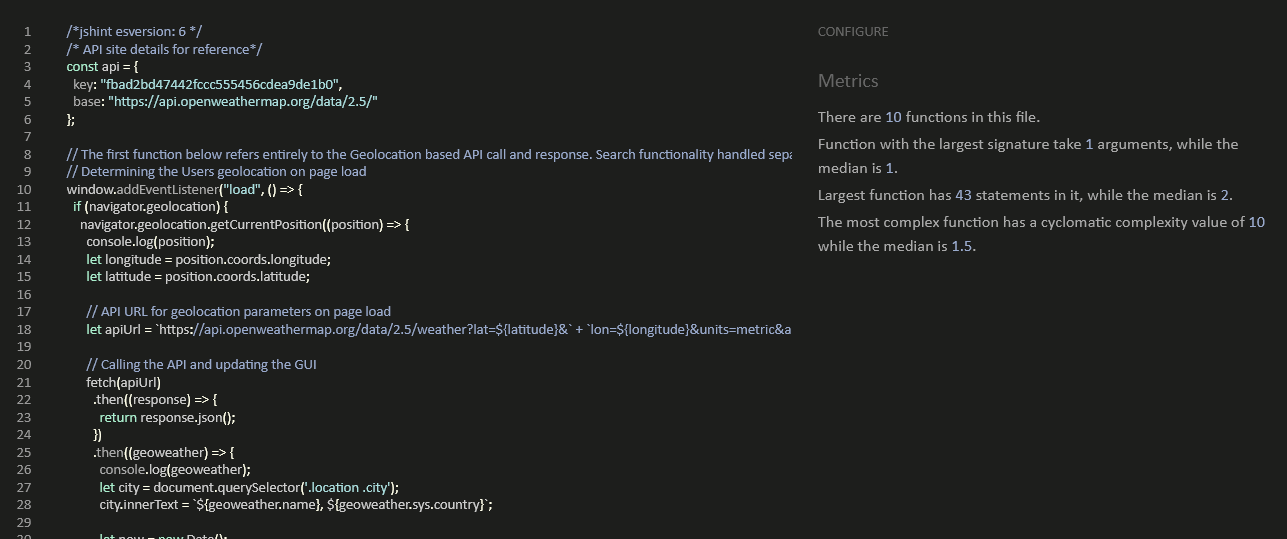 1 /*jshint esversion: 6 */
2 /* API site details for reference*/
3 const api = {
4 key: "fbad2bd47442fccc555456cdea9de1b0",
5 base: "https://api.openweathermap.org/data/2.5/"
6 };
7
8 // The first function below refers entirely to the Geolocation based API call and response. Search functionality handled sepa
9 // Determining the Users geolocation on page load
10 window.addEventListener("load", () => {
11 if (navigator.geolocation) {
12 navigator.geolocation.getCurrentPosition((position) => {
13 console.log(position);
14 let longitude = position.coords.longitude;
15 let latitude = position.coords.latitude;
16
17 // API URL for geolocation parameters on page load
18 let apiUrl = `https://api.openweathermap.org/data/2.5/weather?lat=${latitude}&` + `lon=${longitude}&units=metric&a
19
20 // Calling the API and updating the GUI
21 fetch(apiUrl)
22 .then((response) => {
23 return response.json();
24 })
25 .then((geoweather) => {
26 console.log(geoweather);
27 let city = document.querySelector('.location .city');
28 city.innerText = `${geoweather.name}, ${geoweather.sys.country}`;
29
30 let now = new Date();
CONFIGURE
Metrics
There are 10 functions in this file.
Function with the largest signature take 1 arguments, while the
median is 1.
Largest function has 43 statements in it, while the median is 2.
The most complex function has a cyclomatic complexity value of 10
while the median is 1.5.